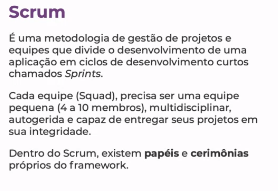 Scrum
É uma metodologia de gestão de projetos e
equipes que divide o desenvolvimento de uma
aplicação em ciclos de desenvolvimento curtos
chamados Sprints.
Cada equipe (Squad), precisa ser uma equipe
pequena (4 a 10 membros), multidisciplinar,
autogerida e capaz de entregar seus projetos em
sua integridade.
Dentro do Scrum, existem papéis e cerimônias
próprios do framework.